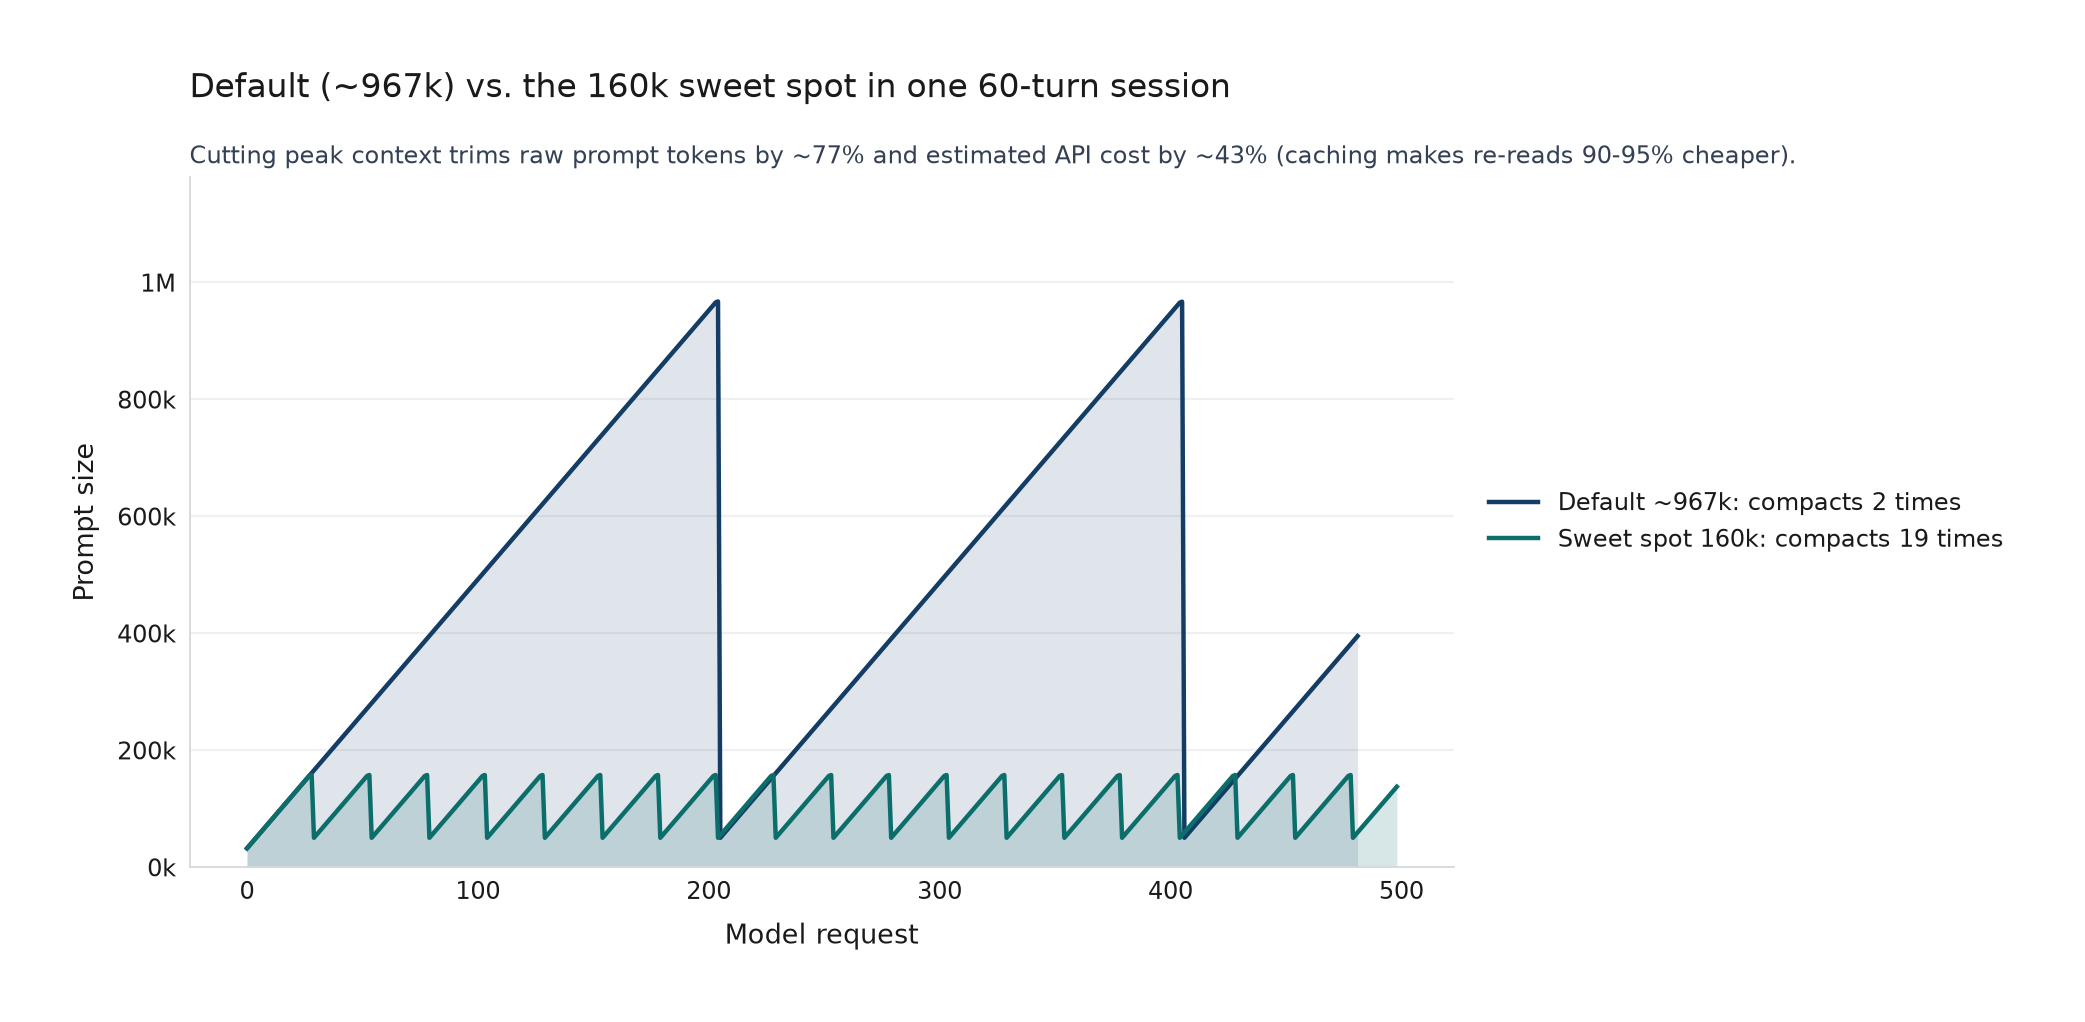 Default (~967k) vs. the 160k sweet spot in one 60-turn session
Cutting peak context trims raw prompt tokens by ~77% and estimated API cost by ~43% (caching makes re-reads 90-95% cheaper).
1M
800k
600k
400k
200k
0k
Prompt size
0 100 200 300 400 500
Model request
Default ~967k: compacts 2 times
Sweet spot 160k: compacts 19 times